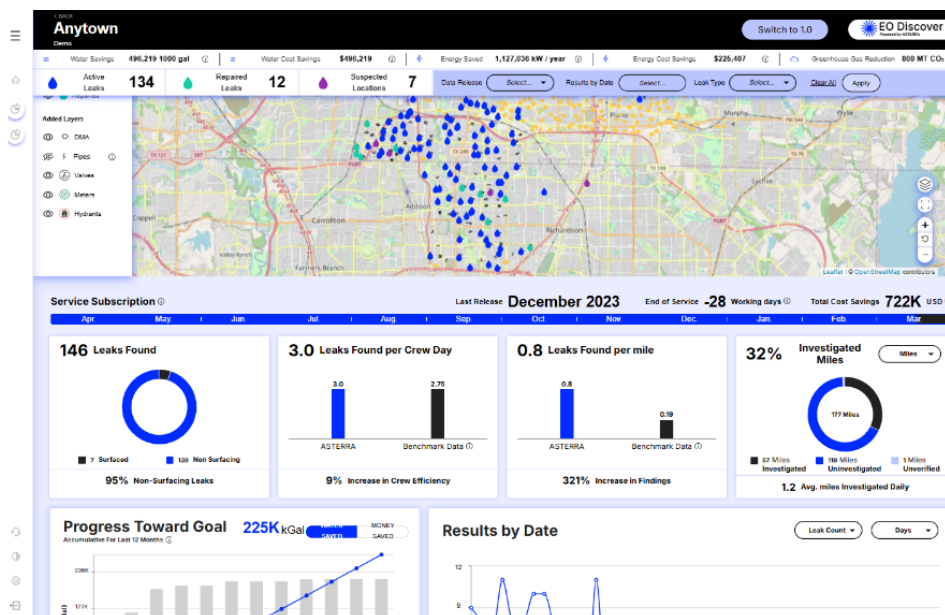 < BACK
Anytown
Demo
Switch to 1.0
EO Discover
Powered by ASTERRA
Water Savings 496,219 1000 gal
Water Cost Savings $496,219
Energy Saved 1,127,036 kW / year
Energy Cost Savings $225,407
Greenhouse Gas Reduction 800 MT CO₂
Active Leaks 134
Repaired Leaks 12
Suspected Locations 7
Data Release Select...
Results by Date Select...
Leak Type Select...
Clear All
Apply
Added Layers
DMA
Pipes
Valves
Meters
Hydrants
Plano
Murphy
Wylie
Sachse
Addison
Carrollton
Coppell
Valley Ranch
Farmers Branch
Richardson
Leaflet | © OpenStreetMap contributors
Service Subscription
Last Release December 2023
End of Service -28 Working days
Total Cost Savings 722K USD
Apr. May. Jun. Jul. Aug. Sep. Oct. Nov. Dec. Jan. Feb. Mar
146 Leaks Found
7 Surfaced
135 Non Surfacing
95% Non-Surfacing Leaks
3.0 Leaks Found per Crew Day
3.0
2.75
ASTERRA
Benchmark Data
9% Increase in Crew Efficiency
0.8 Leaks Found per mile
0.8
0.19
ASTERRA
Benchmark Data
321% Increase in Findings
32% Investigated Miles
Miles
177 Miles
57 Miles Investigated
119 Miles Uninvestigated
1 Miles Unverified
1.2 Avg. miles Investigated Daily
Progress Toward Goal
Accumulative For Last 12 Months
225K kGal
SAVED
MONEY SAVED
177K
Results by Date
Leak Count
Days
12
9